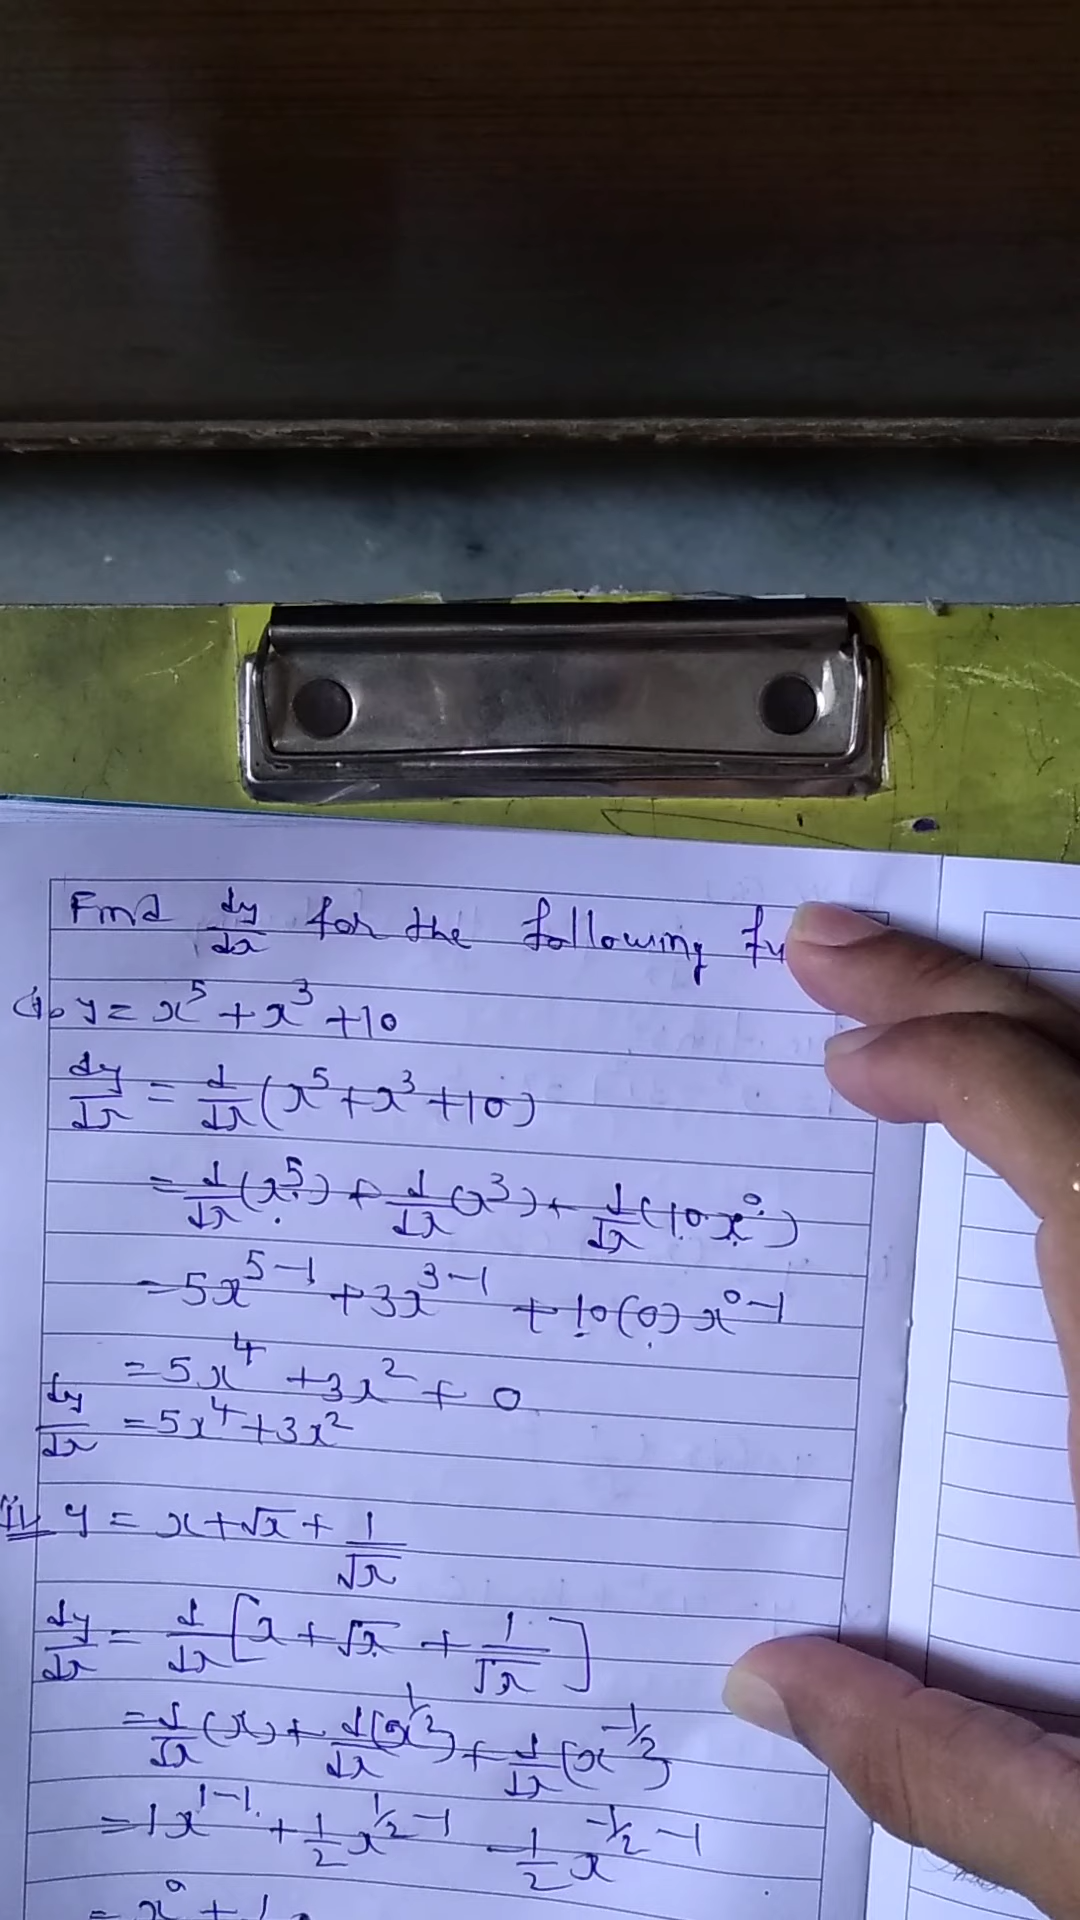 Find dy/dx for the following
(i) y = x^5 + x^3 + 10
dy/dx = d/dx (x^5 + x^3 + 10)
= d/dx (x^5) + d/dx (x^3) + d/dx (10x^0)
= 5x^(5-1) + 3x^(3-1) + 10(0) x^(0-1)
= 5x^4 + 3x^2 + 0
dy/dx = 5x^4 + 3x^2
ii) y = x + √x + 1/√x
dy/dx = d/dx [x + √x + 1/√x]
= d/dx (x) + d/dx (x^(1/2)) + d/dx (x^(-1/2))
= 1x^(1-1) + 1/2 x^(1/2-1) - 1/2 x^(-1/2-1)
= x^0 + 1